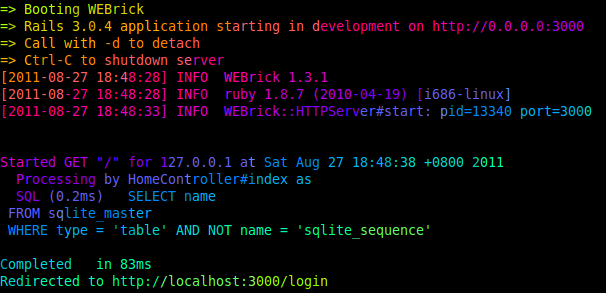 => Booting WEBrick
=> Rails 3.0.4 application starting in development on http://0.0.0.0:3000
=> Call with -d to detach
=> Ctrl-C to shutdown server
[2011-08-27 18:48:28] INFO  WEBrick 1.3.1
[2011-08-27 18:48:28] INFO  ruby 1.8.7 (2010-04-19) [i686-linux]
[2011-08-27 18:48:33] INFO  WEBrick::HTTPServer#start: pid=13340 port=3000
Started GET "/" for 127.0.0.1 at Sat Aug 27 18:48:38 +0800 2011
  Processing by HomeController#index as
  SQL (0.2ms)   SELECT name
 FROM sqlite_master
 WHERE type = 'table' AND NOT name = 'sqlite_sequence'
Completed   in 83ms
Redirected to http://localhost:3000/login